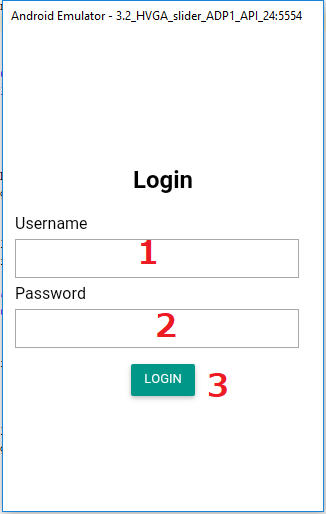 Android Emulator - 3.2_HVGA_slider_ADP1_API_24:5554
Login
Username
1
Password
2
LOGIN 3